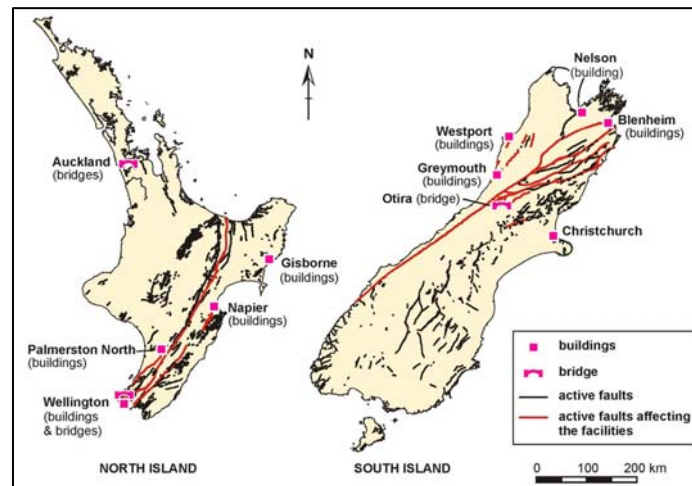 N
Nelson
(building)
Blenheim
(buildings)
Westport
(buildings)
Greymouth
(buildings)
Otira (bridge)
Christchurch
Auckland
(bridges)
Gisborne
(buildings)
Napier
(buildings)
Palmerston North
(buildings)
Wellington
(buildings
& bridges)
buildings
bridge
active faults
active faults affecting
the facilities
NORTH ISLAND
SOUTH ISLAND
0 100 200 km